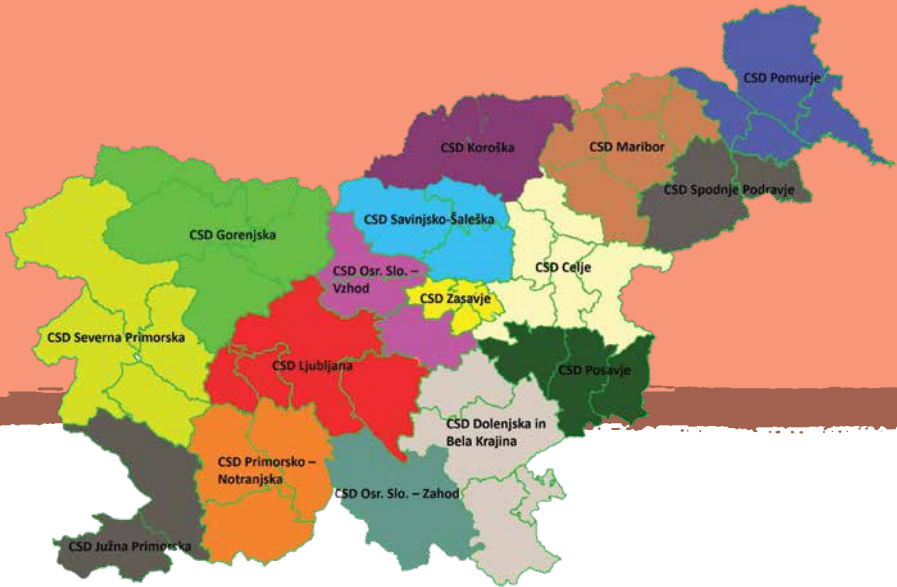 CSD Pomurje
CSD Koroška
CSD Maribor
CSD Spodnje Podravje
CSD Savinjsko-Šaleška
CSD Gorenjska
CSD Osr. Slo. –
Vzhod
CSD Celje
CSD Zasavje
CSD Severna Primorska
CSD Ljubljana
CSD Posavje
CSD Dolenjska in
Bela Krajina
CSD Primorsko –
Notranjska
CSD Osr. Slo. – Zahod
CSD Južna Primorska